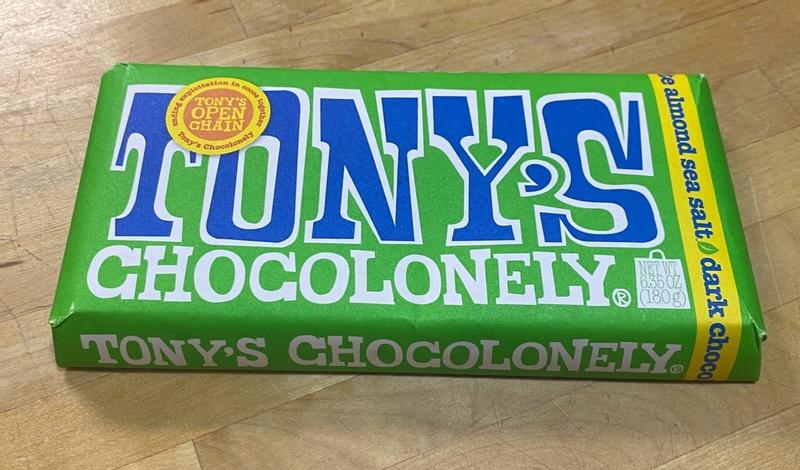 ending exploitation in cocoa together
TONY'S
OPEN
CHAIN
Tony's Chocolonely
TONY'S
CHOCOLONELY®
NET WT
6.35 OZ
(180g)
almond sea salt dark choco
TONY'S CHOCOLONELY®